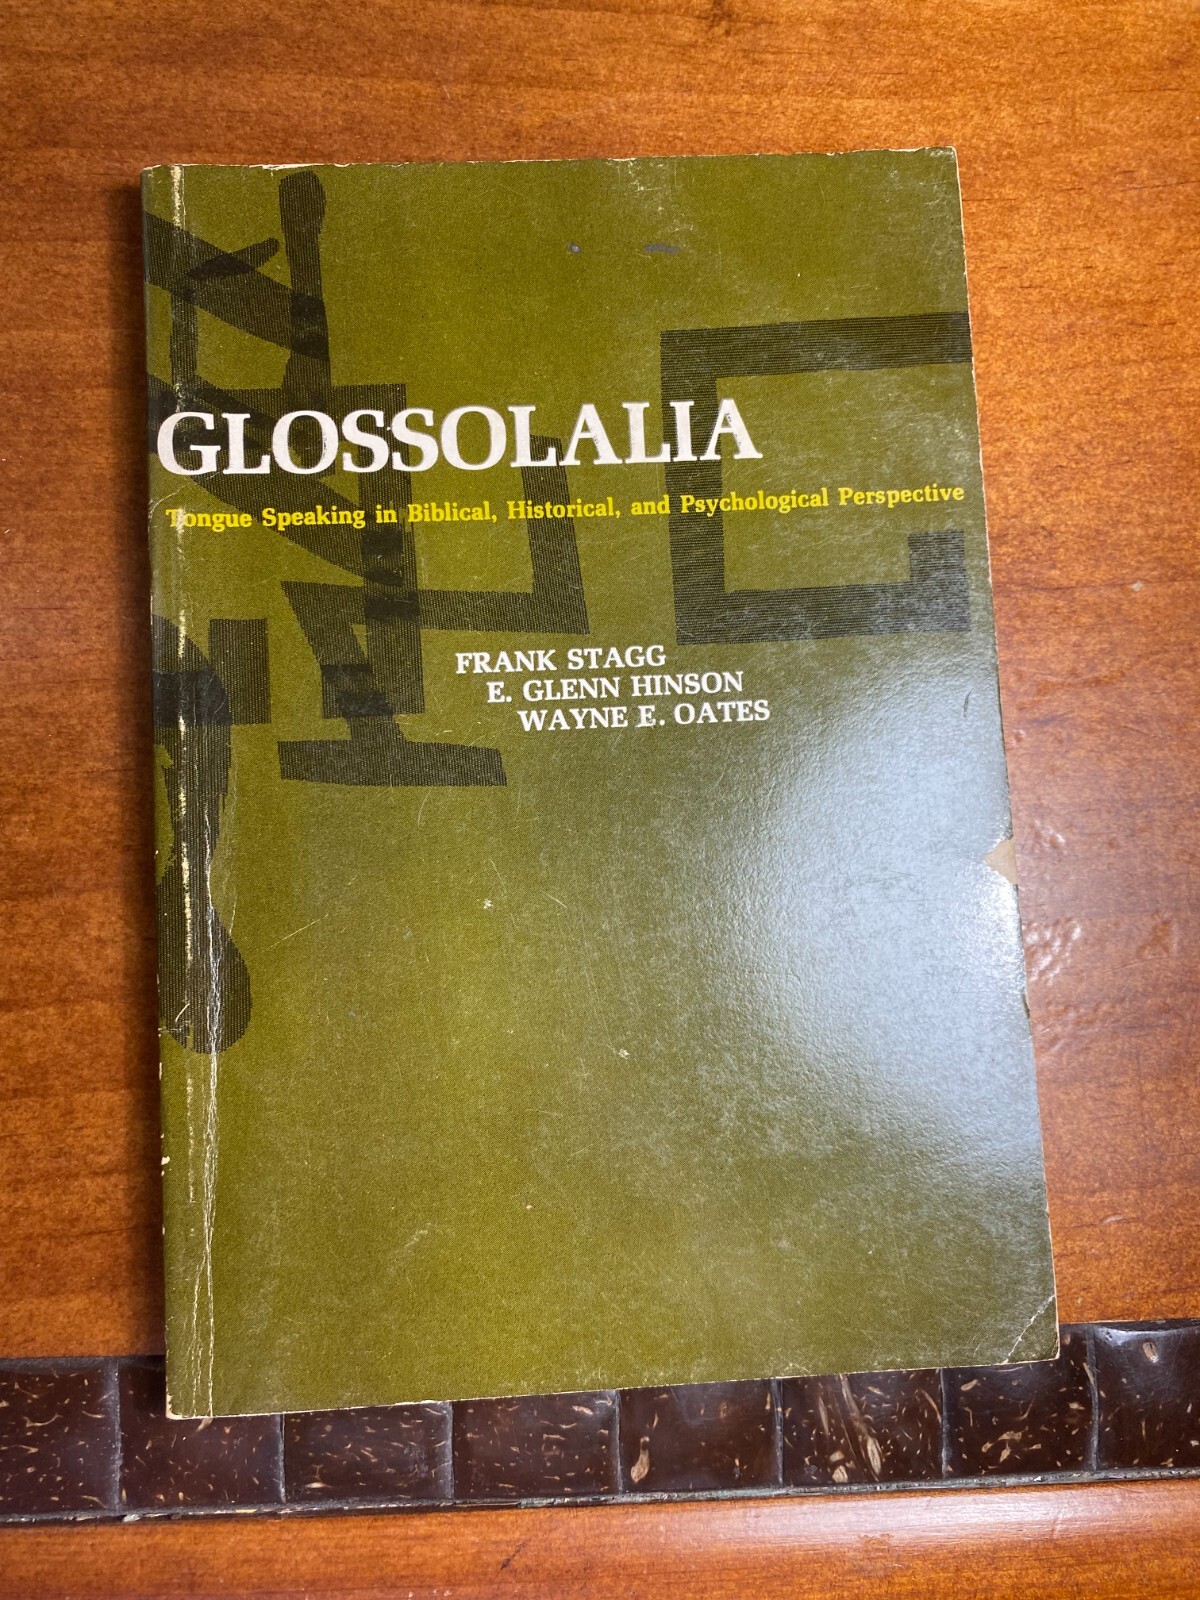 GLOSSOLALIA
Tongue Speaking in Biblical, Historical, and Psychological Perspective
FRANK STAGG
E. GLENN HINSON
WAYNE E. OATES